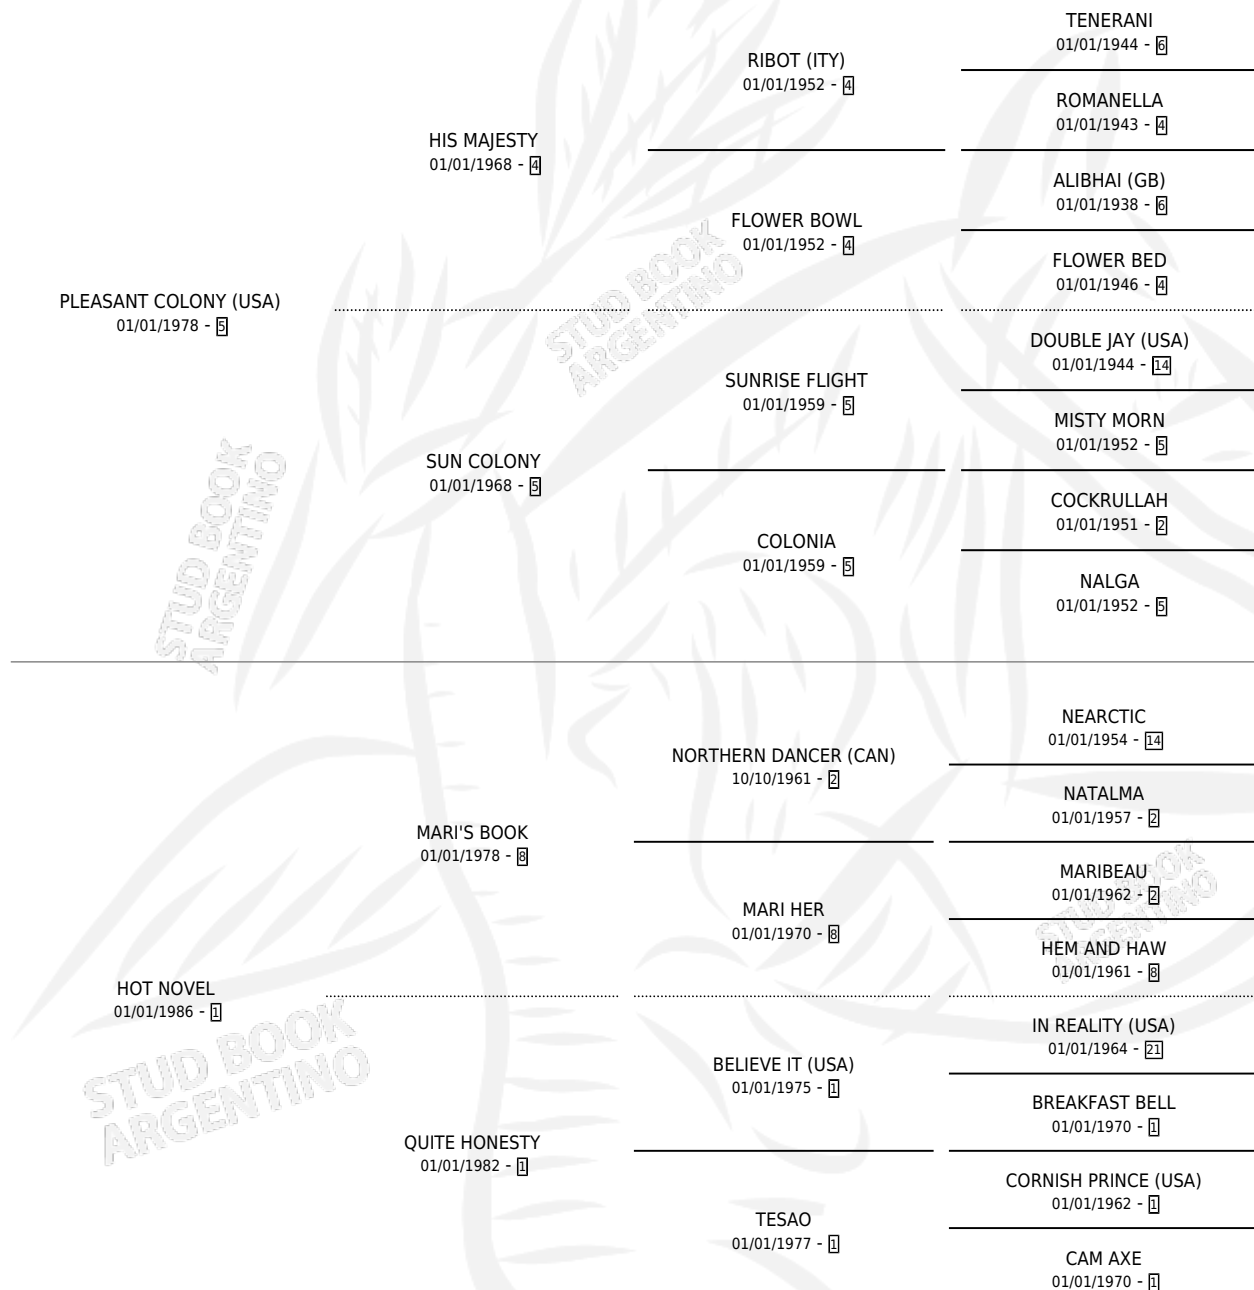 TENERANI
01/01/1944 - 6
RIBOT (ITY)
01/01/1952 - 4
ROMANELLA
01/01/1943 - 4
HIS MAJESTY
01/01/1968 - 4
ALIBHAI (GB)
01/01/1938 - 6
FLOWER BOWL
01/01/1952 - 4
FLOWER BED
01/01/1946 - 4
PLEASANT COLONY (USA)
01/01/1978 - 5
DOUBLE JAY (USA)
01/01/1944 - 14
SUNRISE FLIGHT
01/01/1959 - 5
MISTY MORN
01/01/1952 - 5
SUN COLONY
01/01/1968 - 5
COCKRULLAH
01/01/1951 - 2
COLONIA
01/01/1959 - 5
NALGA
01/01/1952 - 5
NEARCTIC
01/01/1954 - 14
NORTHERN DANCER (CAN)
10/10/1961 - 2
NATALMA
01/01/1957 - 2
MARI'S BOOK
01/01/1978 - 8
MARIBEAU
01/01/1962 - 2
MARI HER
01/01/1970 - 8
HEM AND HAW
01/01/1961 - 8
HOT NOVEL
01/01/1986 - 1
IN REALITY (USA)
01/01/1964 - 21
BELIEVE IT (USA)
01/01/1975 - 1
BREAKFAST BELL
01/01/1970 - 1
QUITE HONESTY
01/01/1982 - 1
CORNISH PRINCE (USA)
01/01/1962 - 1
TESAO
01/01/1977 - 1
CAM AXE
01/01/1970 - 1
STUD BOOK
ARGENTINO
STUD BOOK
ARGENTINO
STUD BOOK
ARGENTINO
STUD BOOK
ARGENTINO